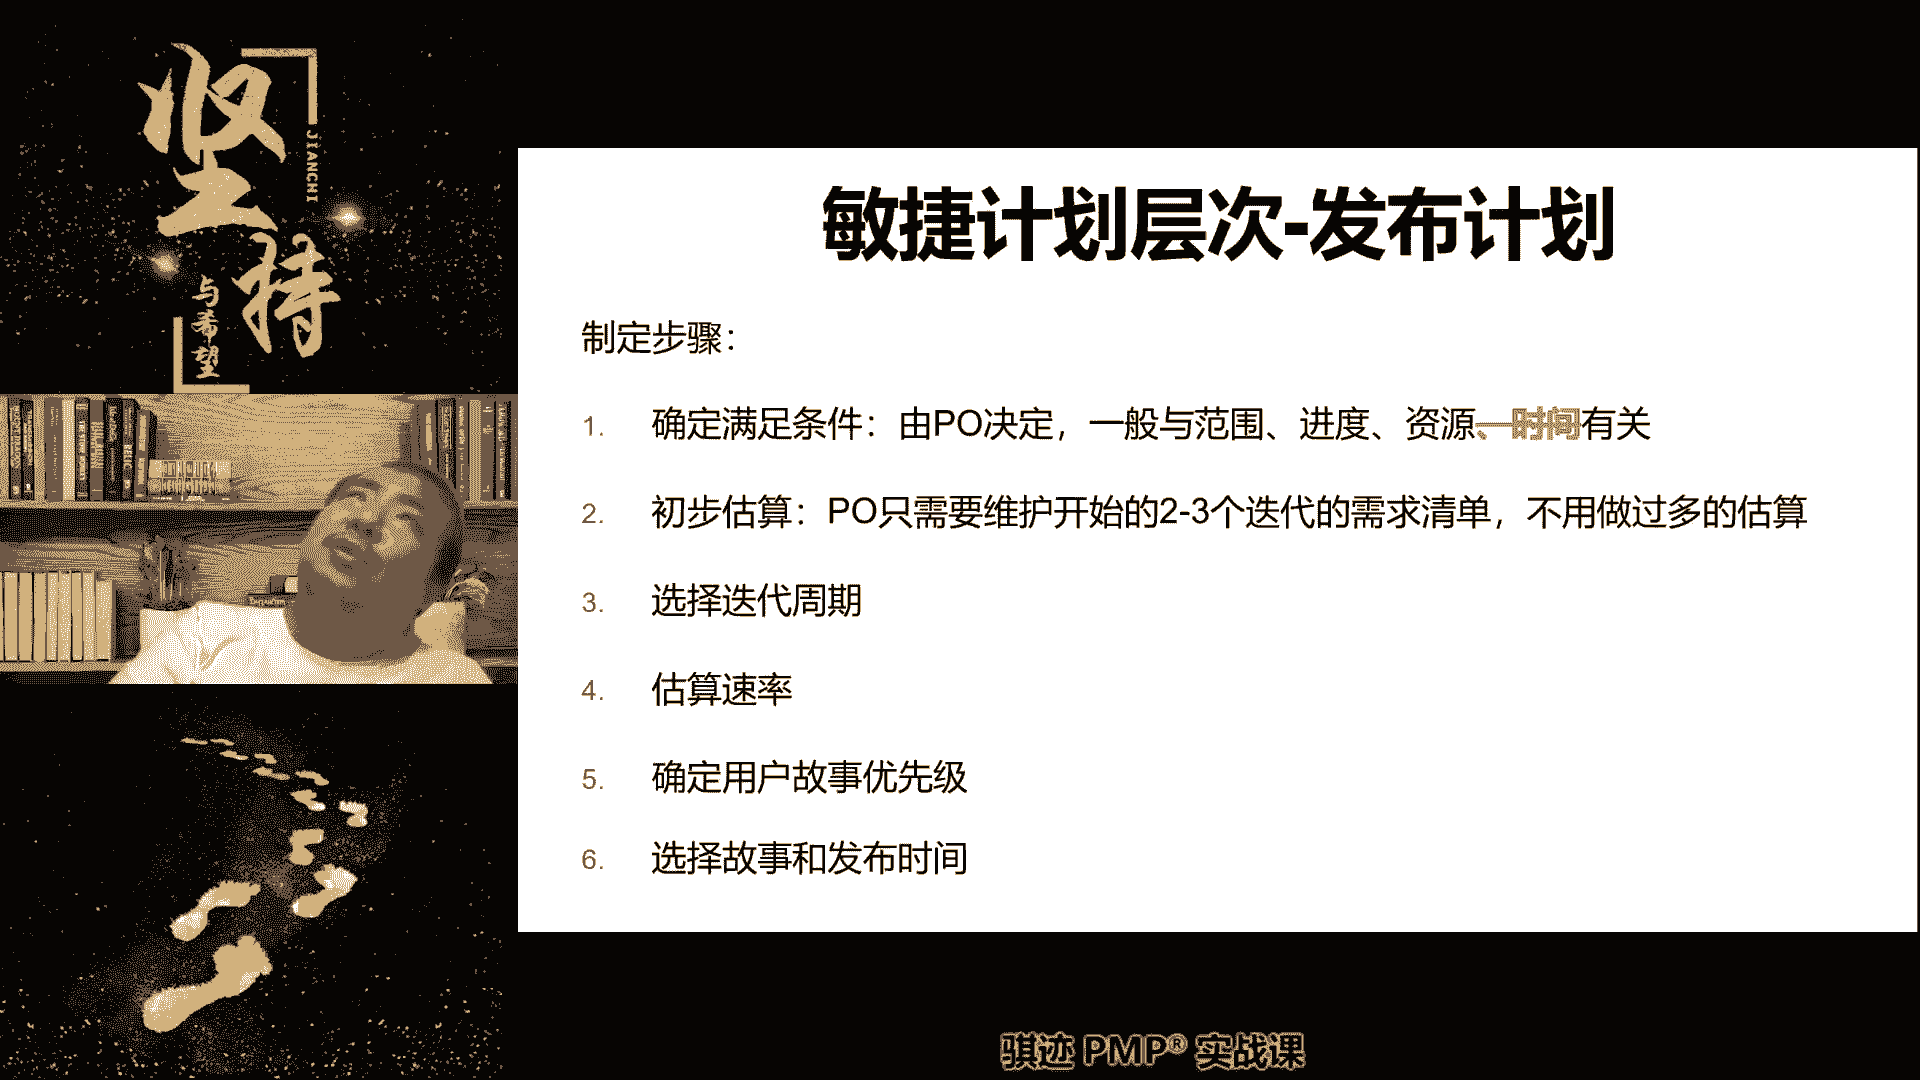 坚持
JIANCHI
与希望
敏捷计划层次-发布计划
制定步骤：
1. 确定满足条件：由PO决定，一般与范围、进度、资源、时间有关
2. 初步估算：PO只需要维护开始的2-3个迭代的需求清单，不用做过多的估算
3. 选择迭代周期
4. 估算速率
5. 确定用户故事优先级
6. 选择故事和发布时间
骐迹 PMP® 实战课